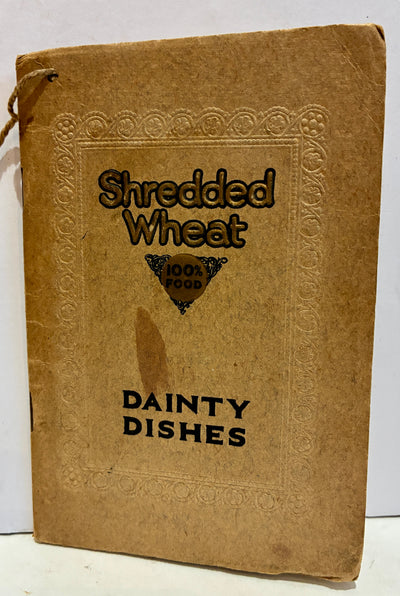 Shredded
Wheat
100%
FOOD
DAINTY
DISHES